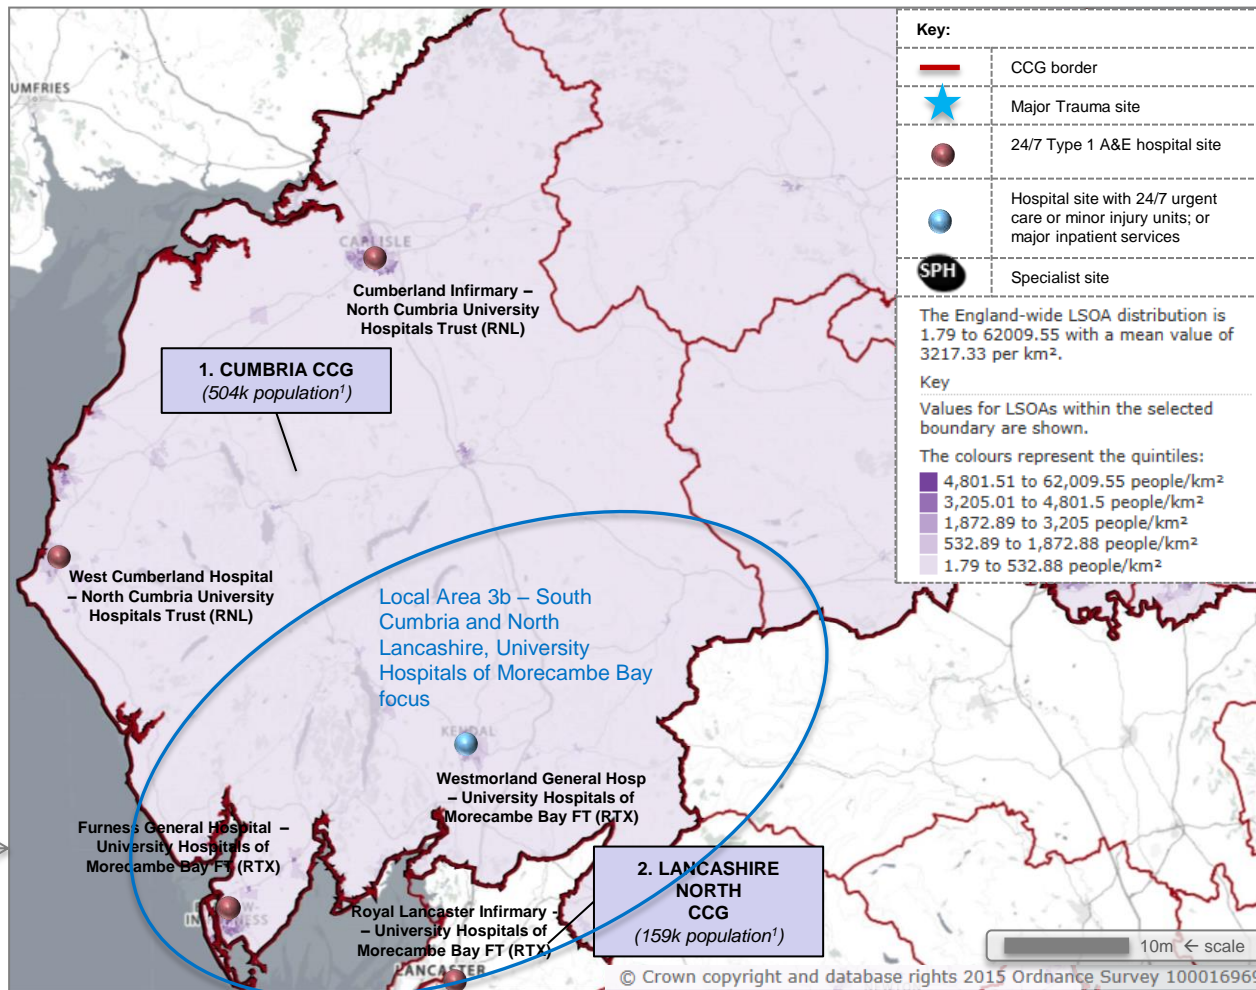 UMFRIES
CARLISLE
Cumberland Infirmary –
North Cumbria University
Hospitals Trust (RNL)
1. CUMBRIA CCG
(504k population¹)
West Cumberland Hospital
– North Cumbria University
Hospitals Trust (RNL)
Local Area 3b – South
Cumbria and North
Lancashire, University
Hospitals of Morecambe Bay
focus
KENDAL
Westmorland General Hosp
– University Hospitals of
Morecambe Bay FT (RTX)
Furness General Hospital –
University Hospitals of
Morecambe Bay FT (RTX)
Royal Lancaster Infirmary -
– University Hospitals of
Morecambe Bay FT (RTX)
LANCASTER
2. LANCASHIRE
NORTH
CCG
(159k population¹)
Key:
CCG border
Major Trauma site
24/7 Type 1 A&E hospital site
Hospital site with 24/7 urgent
care or minor injury units; or
major inpatient services
SPH
Specialist site
The England-wide LSOA distribution is
1.79 to 62009.55 with a mean value of
3217.33 per km².
Key
Values for LSOAs within the selected
boundary are shown.
The colours represent the quintiles:
4,801.51 to 62,009.55 people/km²
3,205.01 to 4,801.5 people/km²
1,872.89 to 3,205 people/km²
532.89 to 1,872.88 people/km²
1.79 to 532.88 people/km²
10m ← scale
© Crown copyright and database rights 2015 Ordnance Survey 100016969